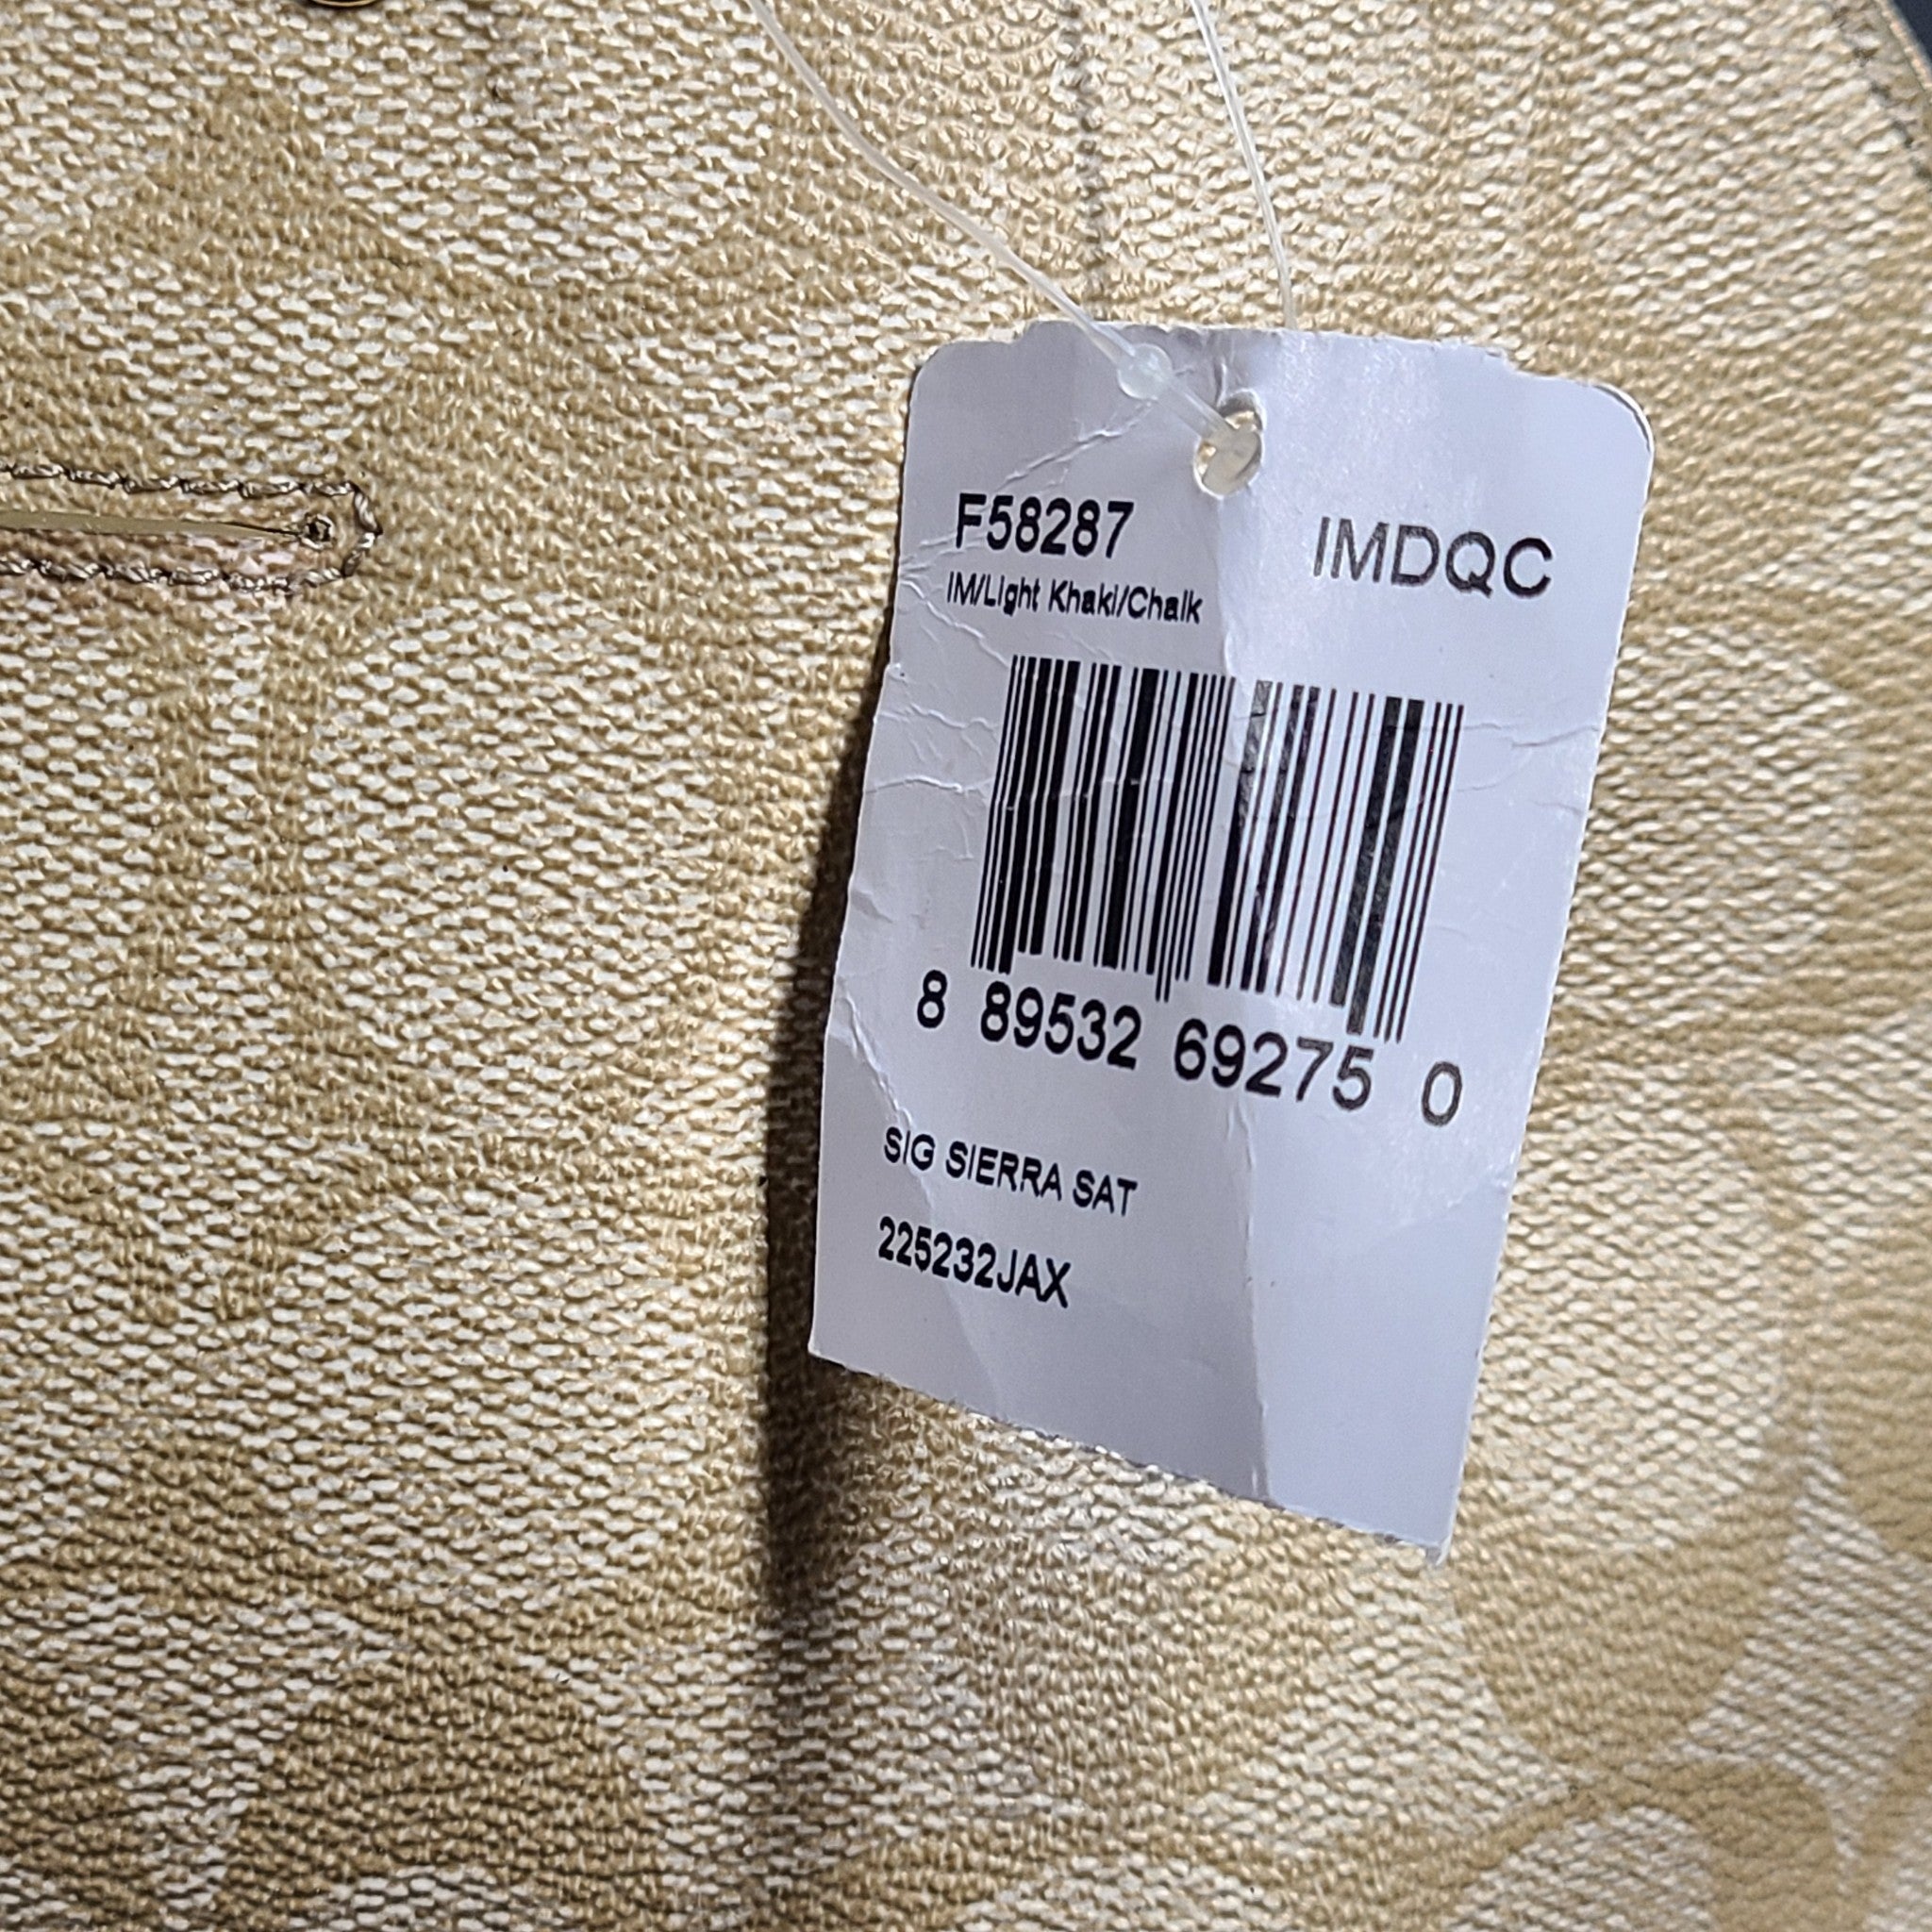 F58287 IMDQC
IM/Light Khaki/Chalk
8 89532 69275 0
SIG SIERRA SAT
225232JAX